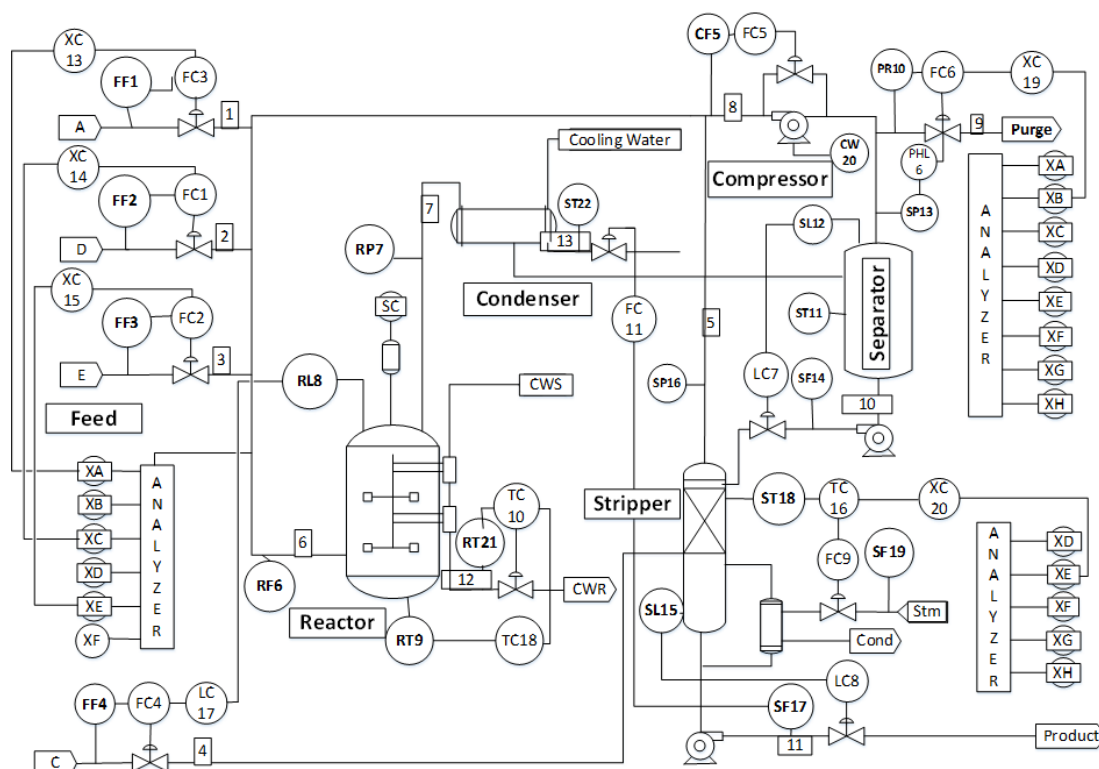 XC
13
FF1
FC3
A
1
XC
14
FF2
FC1
D
2
XC
15
FF3
FC2
E
3
Feed
XA
XB
XC
XD
XE
XF
ANALYZER
FF4
FC4
LC
17
C
4
CF5
FC5
8
CW
20
Compressor
PR10
FC6
XC
19
9
Purge
PHL
6
SP13
Cooling Water
7
ST22
13
RP7
Condenser
SC
FC
11
5
SL12
ST11
Separator
LC7
SF14
10
ANALYZER
XA
XB
XC
XD
XE
XF
XG
XH
RL8
CWS
SP16
6
RF6
TC
10
RT21
12
CWR
Reactor
RT9
TC18
Stripper
ST18
TC
16
XC
20
FC9
SF19
Stm
SL15
Cond
LC8
SF17
11
Product
ANALYZER
XD
XE
XF
XG
XH